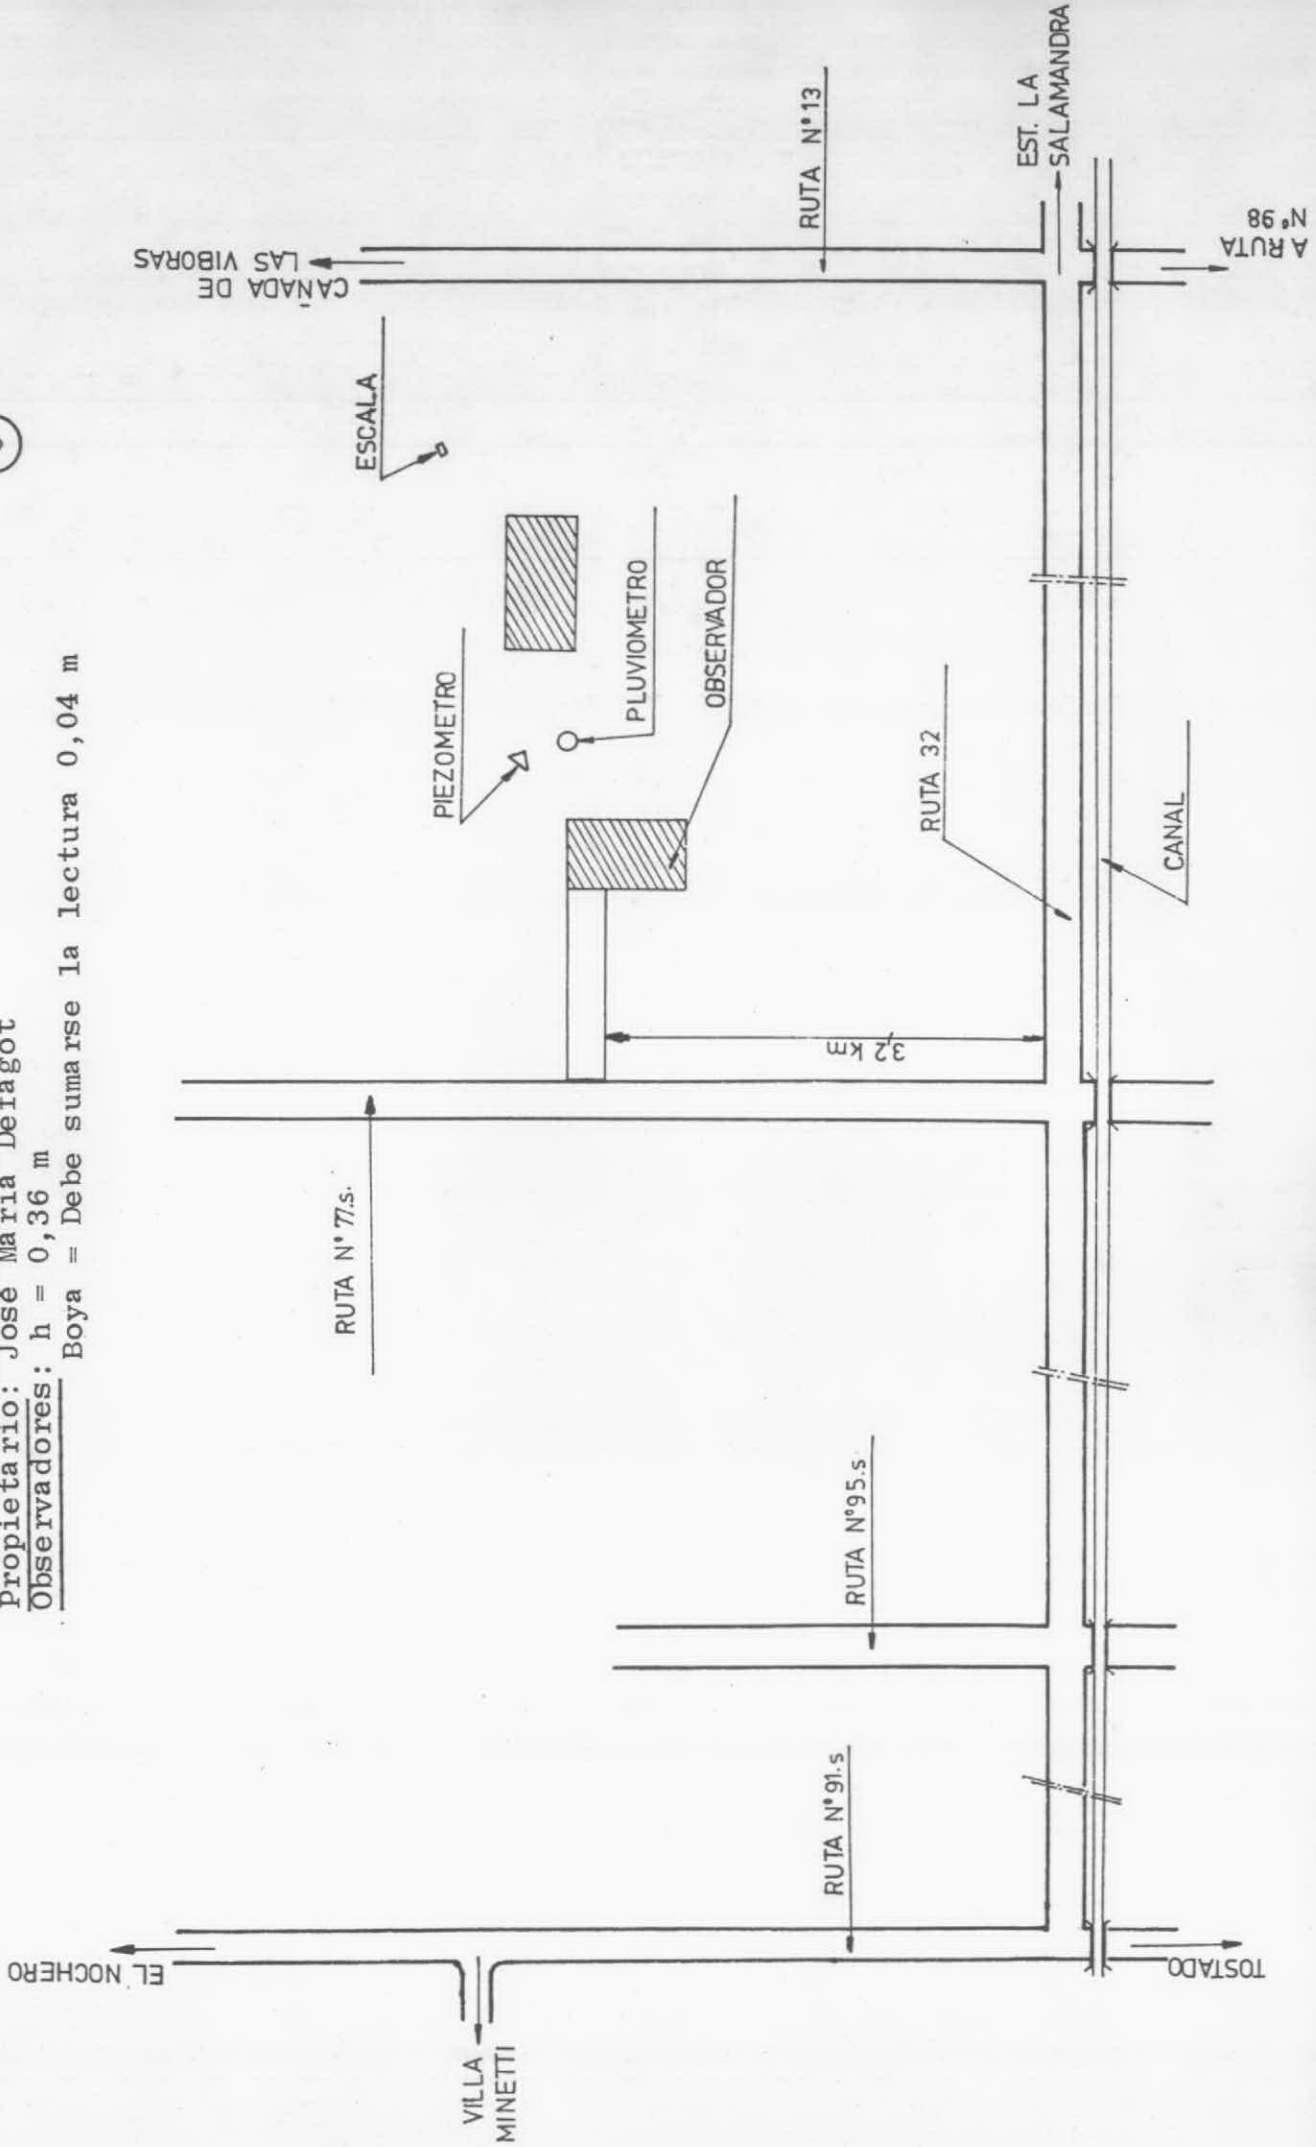 Propietario: José María Defagot
Observadores: h = 0,36 m
Boya = Debe sumarse la lectura 0,04 m
EL NOCHERO
VILLA
MINETTI
RUTA N° 91.s
TOSTADO
RUTA N°95.s
RUTA N° 77.s.
3,2 km
PIEZOMETRO
PLUVIOMETRO
OBSERVADOR
ESCALA
RUTA 32
CANAL
CAÑADA DE
LAS VIBORAS
RUTA N°13
EST. LA
SALAMANDRA
A RUTA
N°98